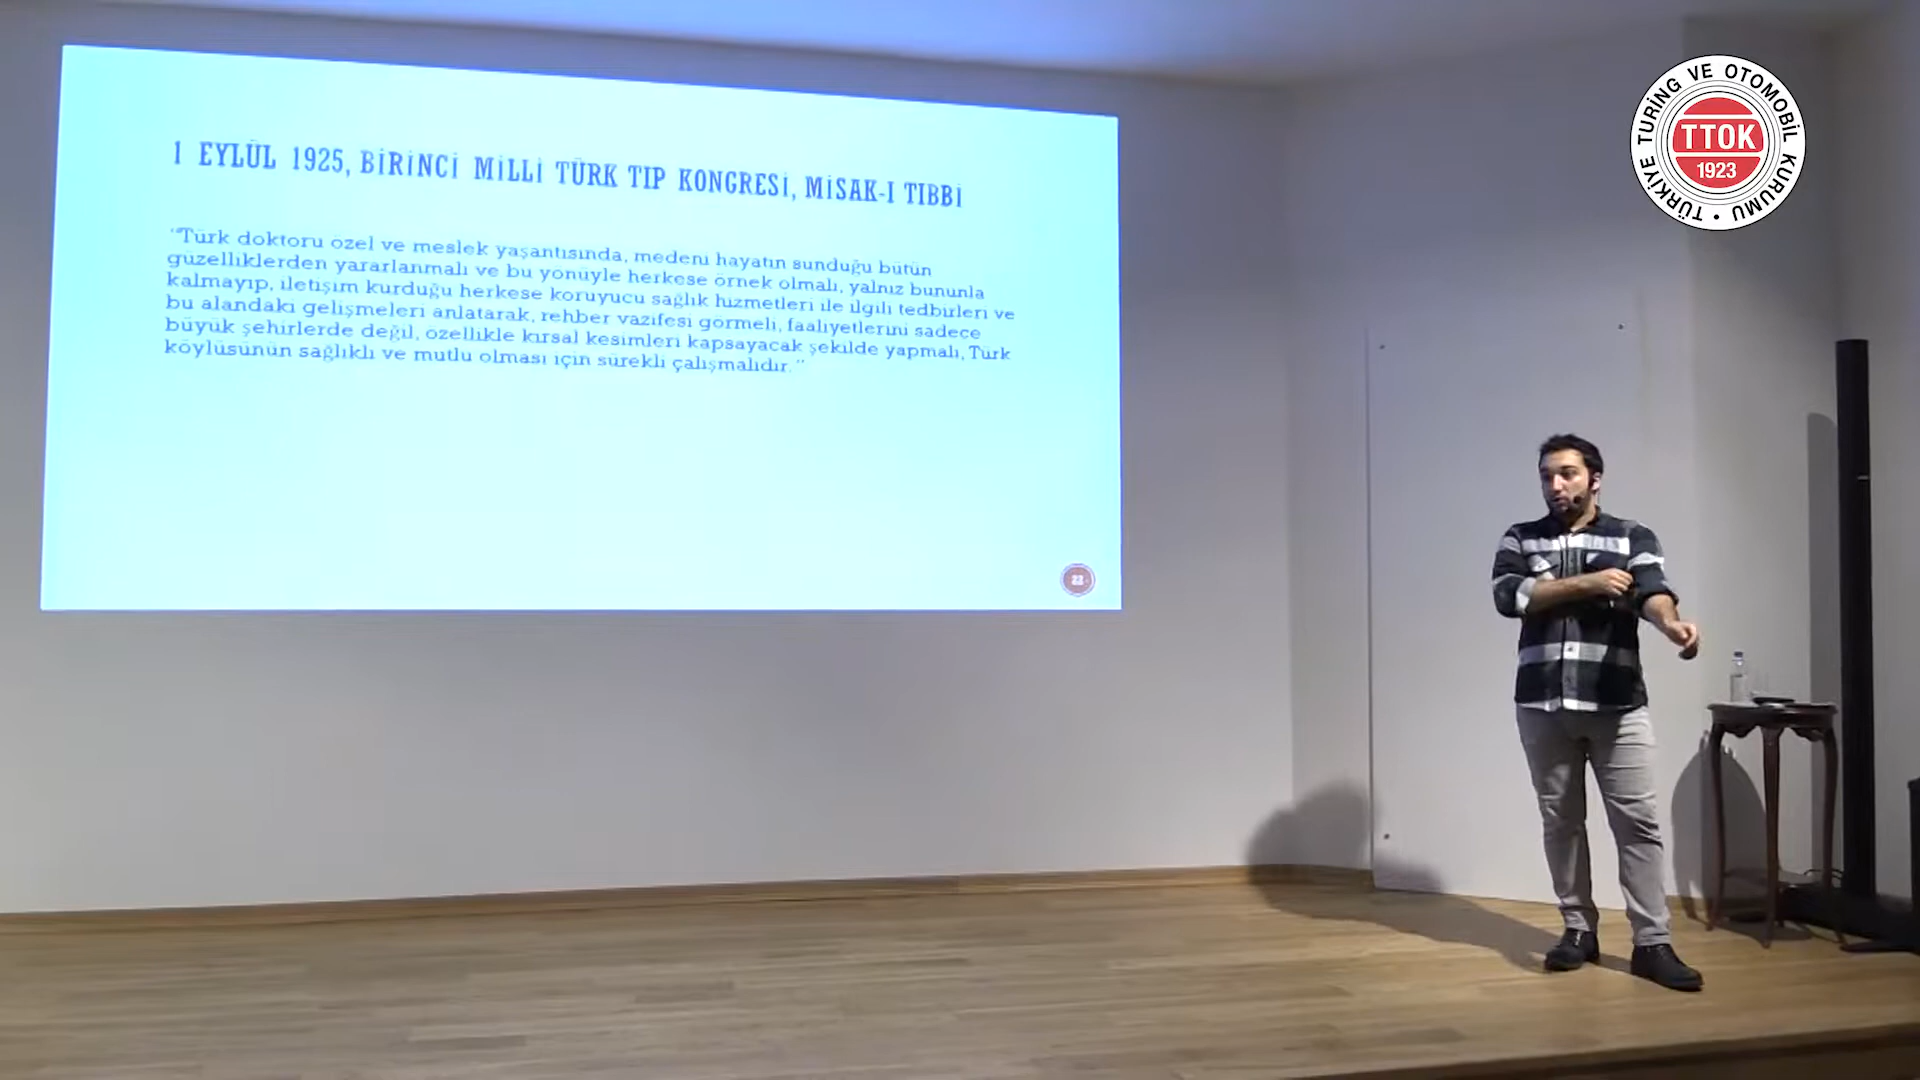 1 EYLÜL 1925, BİRİNCİ MİLLİ TÜRK TIP KONGRESİ, MİSAK-I TIBBİ
“Türk doktoru özel ve meslek yaşantısında, medeni hayatın sunduğu bütün
güzelliklerden yararlanmalı ve bu yönüyle herkese örnek olmalı, yalnız bununla
kalmayıp, iletişim kurduğu herkese koruyucu sağlık hizmetleri ile ilgili tedbirleri ve
bu alandaki gelişmeleri anlatarak, rehber vazifesi görmeli, faaliyetlerini sadece
büyük şehirlerde değil, özellikle kırsal kesimleri kapsayacak şekilde yapmalı, Türk
köylüsünün sağlıklı ve mutlu olması için sürekli çalışmalıdır.”
22
TÜRKİYE TURİNG VE OTOMOBİL KURUMU •
TTOK
1923